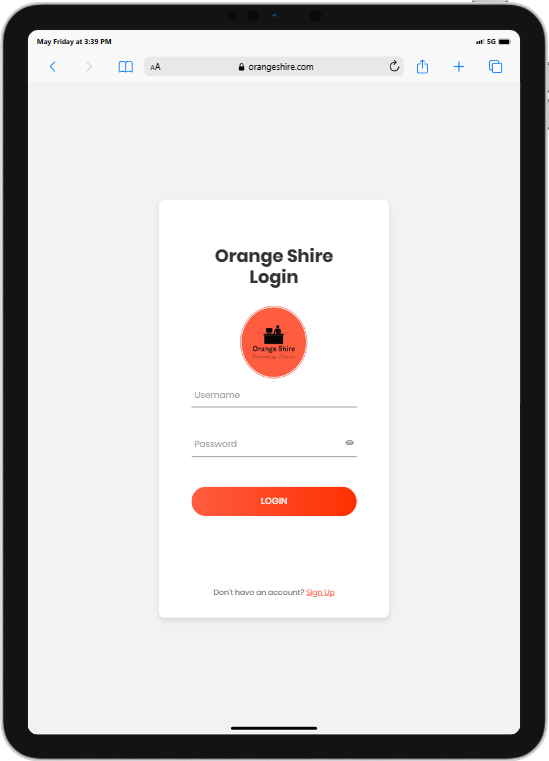 May Friday at 3:39 PM
5G
AA
orangeshire.com
Orange Shire
Login
Orange Shire
Username
Password
LOGIN
Don't have an account? Sign Up